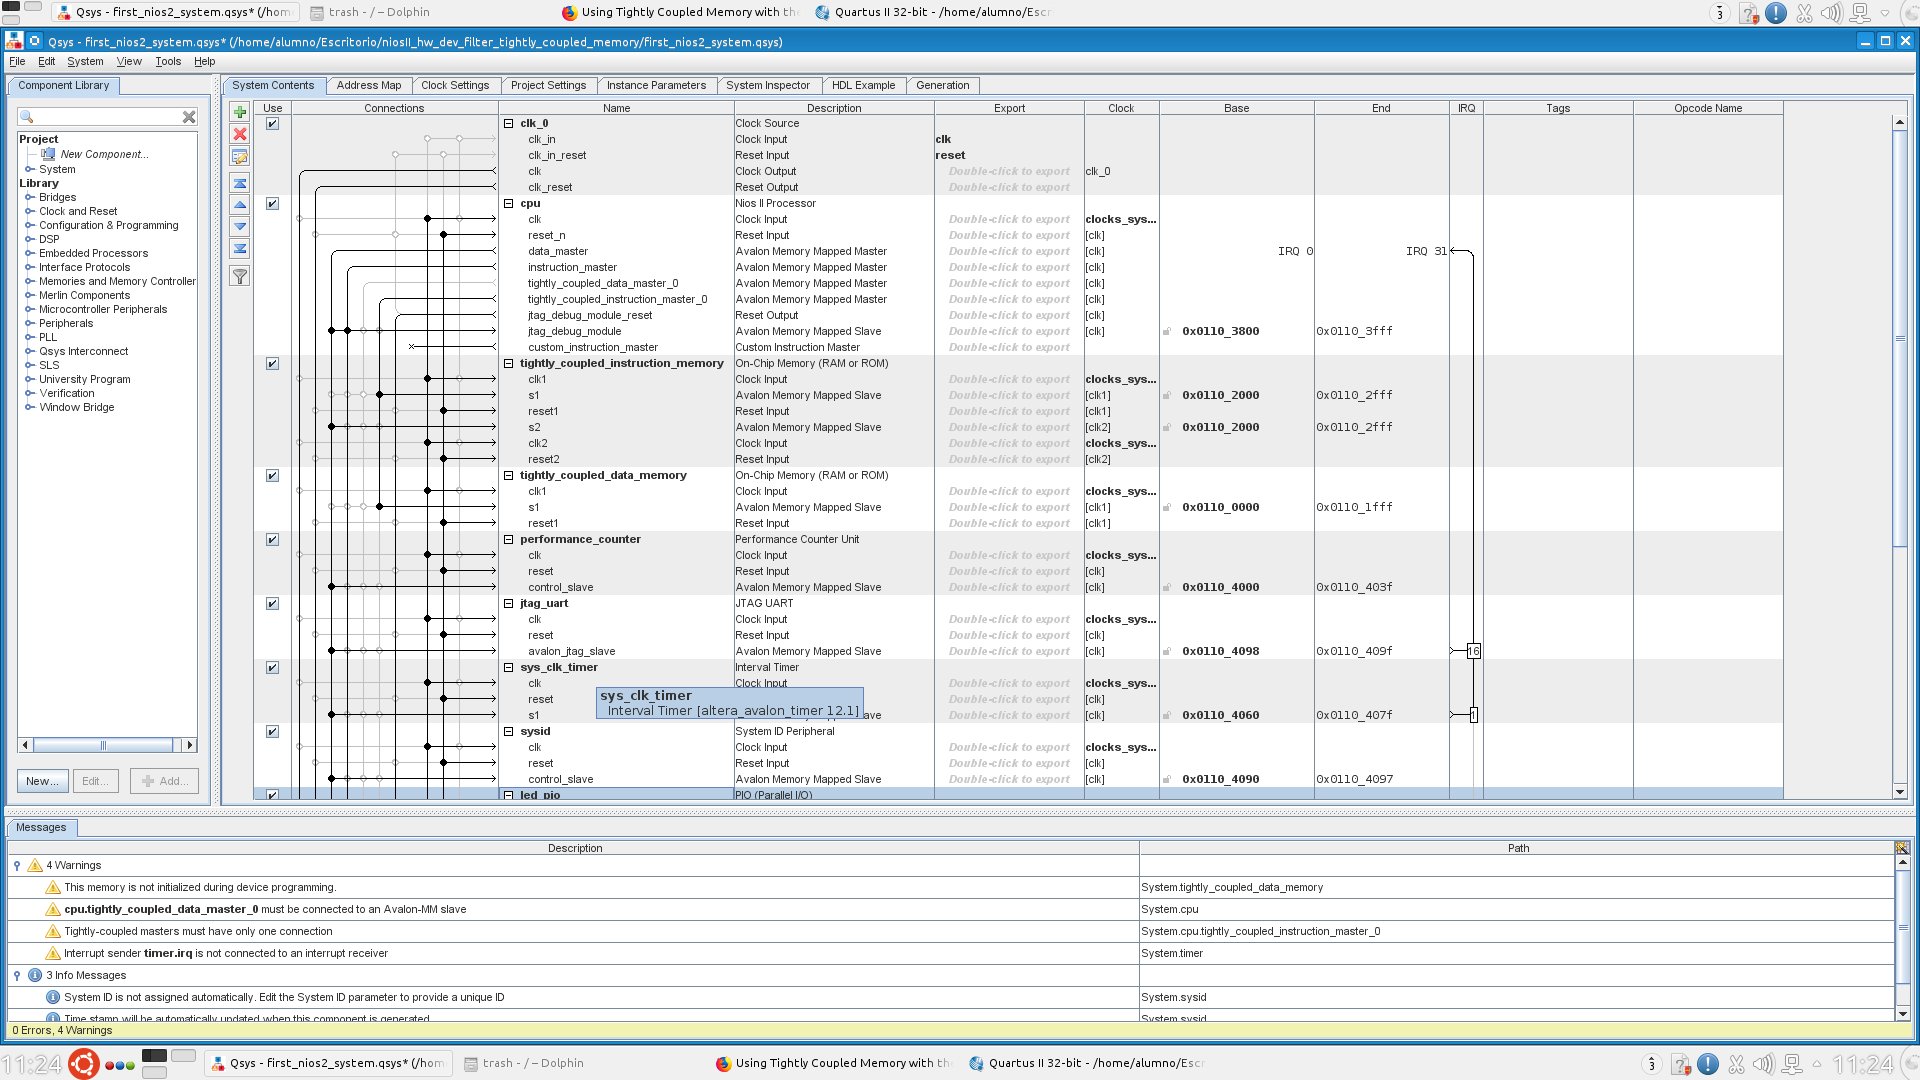 Qsys - first_nios2_system.qsys* (/hom
trash - / – Dolphin
Using Tightly Coupled Memory with the
Quartus II 32-bit - /home/alumno/Esc
3
Qsys - first_nios2_system.qsys* (/home/alumno/Escritorio/niosII_hw_dev_filter_tightly_coupled_memory/first_nios2_system.qsys)
File Edit System View Tools Help
Component Library
Project
New Component...
System
Library
Bridges
Clock and Reset
Configuration & Programming
DSP
Embedded Processors
Interface Protocols
Memories and Memory Controller
Merlin Components
Microcontroller Peripherals
Peripherals
PLL
Qsys Interconnect
SLS
University Program
Verification
Window Bridge
New... Edit... Add...
System Contents Address Map Clock Settings Project Settings Instance Parameters System Inspector HDL Example Generation
Use Connections Name Description Export Clock Base End IRQ Tags Opcode Name
clk_0 Clock Source
clk_in Clock Input clk
clk_in_reset Reset Input reset
clk Clock Output Double-click to export clk_0
clk_reset Reset Output Double-click to export
cpu Nios II Processor
clk Clock Input Double-click to export clocks_sys...
reset_n Reset Input Double-click to export [clk]
data_master Avalon Memory Mapped Master Double-click to export [clk] IRQ 0 IRQ 31
instruction_master Avalon Memory Mapped Master Double-click to export [clk]
tightly_coupled_data_master_0 Avalon Memory Mapped Master Double-click to export [clk]
tightly_coupled_instruction_master_0 Avalon Memory Mapped Master Double-click to export [clk]
jtag_debug_module_reset Reset Output Double-click to export [clk]
jtag_debug_module Avalon Memory Mapped Slave Double-click to export [clk] 0x0110_3800 0x0110_3fff
custom_instruction_master Custom Instruction Master Double-click to export
tightly_coupled_instruction_memory On-Chip Memory (RAM or ROM)
clk1 Clock Input Double-click to export clocks_sys...
s1 Avalon Memory Mapped Slave Double-click to export [clk1] 0x0110_2000 0x0110_2fff
reset1 Reset Input Double-click to export [clk1]
s2 Avalon Memory Mapped Slave Double-click to export [clk2] 0x0110_2000 0x0110_2fff
clk2 Clock Input Double-click to export clocks_sys...
reset2 Reset Input Double-click to export [clk2]
tightly_coupled_data_memory On-Chip Memory (RAM or ROM)
clk1 Clock Input Double-click to export clocks_sys...
s1 Avalon Memory Mapped Slave Double-click to export [clk1] 0x0110_0000 0x0110_1fff
reset1 Reset Input Double-click to export [clk1]
performance_counter Performance Counter Unit
clk Clock Input Double-click to export clocks_sys...
reset Reset Input Double-click to export [clk]
control_slave Avalon Memory Mapped Slave Double-click to export [clk] 0x0110_4000 0x0110_403f
jtag_uart JTAG UART
clk Clock Input Double-click to export clocks_sys...
reset Reset Input Double-click to export [clk]
avalon_jtag_slave Avalon Memory Mapped Slave Double-click to export [clk] 0x0110_4098 0x0110_409f 16
sys_clk_timer Interval Timer
clk Clock Input Double-click to export clocks_sys...
reset Double-click to export [clk]
s1 Double-click to export [clk] 0x0110_4060 0x0110_407f 1
sys_clk_timer
Interval Timer [altera_avalon_timer 12.1]
sysid System ID Peripheral
clk Clock Input Double-click to export clocks_sys...
reset Reset Input Double-click to export [clk]
control_slave Avalon Memory Mapped Slave Double-click to export [clk] 0x0110_4090 0x0110_4097
led_pio PIO (Parallel I/O)
Messages
Description Path
4 Warnings
This memory is not initialized during device programming. System.tightly_coupled_data_memory
cpu.tightly_coupled_data_master_0 must be connected to an Avalon-MM slave System.cpu
Tightly-coupled masters must have only one connection System.cpu.tightly_coupled_instruction_master_0
Interrupt sender timer.irq is not connected to an interrupt receiver System.timer
3 Info Messages
System ID is not assigned automatically. Edit the System ID parameter to provide a unique ID System.sysid
Time stamp will be automatically updated when this component is generated. System.sysid
0 Errors, 4 Warnings
11:24
Qsys - first_nios2_system.qsys* (/hom
trash - / – Dolphin
Using Tightly Coupled Memory with the
Quartus II 32-bit - /home/alumno/Esc
3
11:24